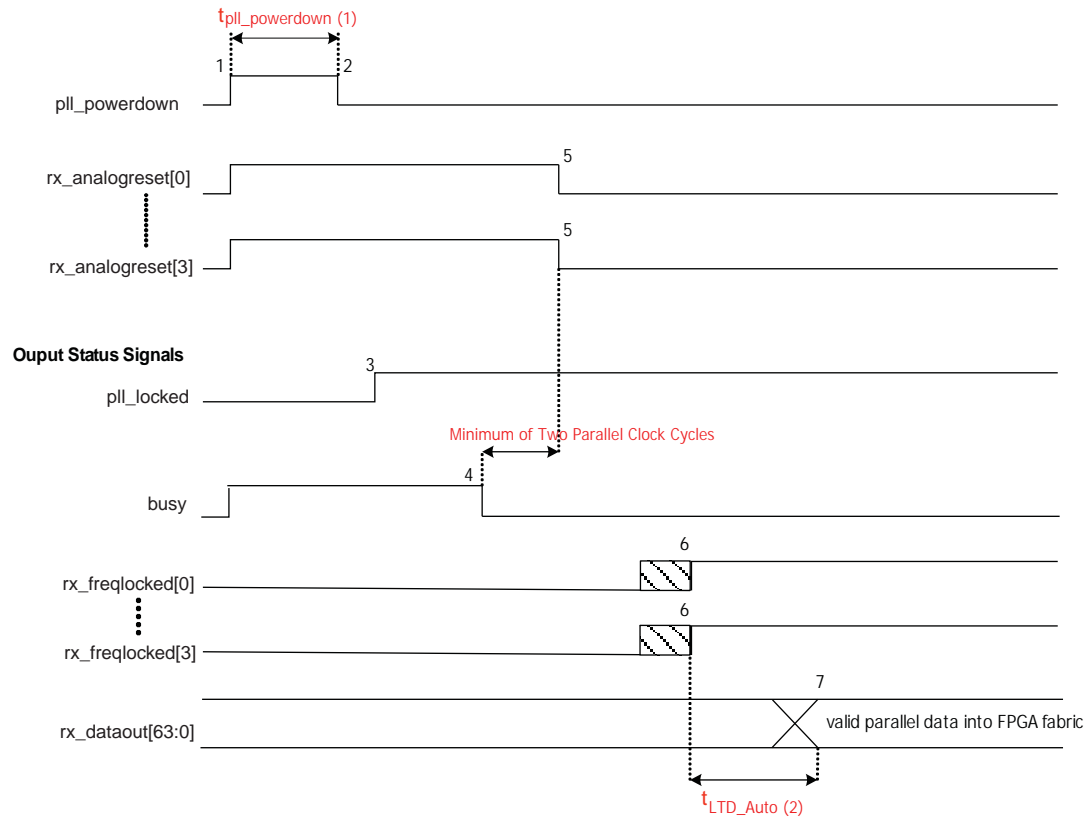 tpll_powerdown (1)
1 2
pll_powerdown
5
rx_analogreset[0]
5
rx_analogreset[3]
Ouput Status Signals
3
pll_locked
Minimum of Two Parallel Clock Cycles
4
busy
6
rx_freqlocked[0]
6
rx_freqlocked[3]
7
rx_dataout[63:0] valid parallel data into FPGA fabric
tLTD_Auto (2)